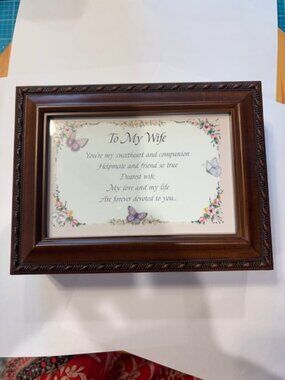 To My Wife
You're my sweetheart and companion
Helpmate and friend so true
Dearest wife,
My love and my life
Are forever devoted to you...